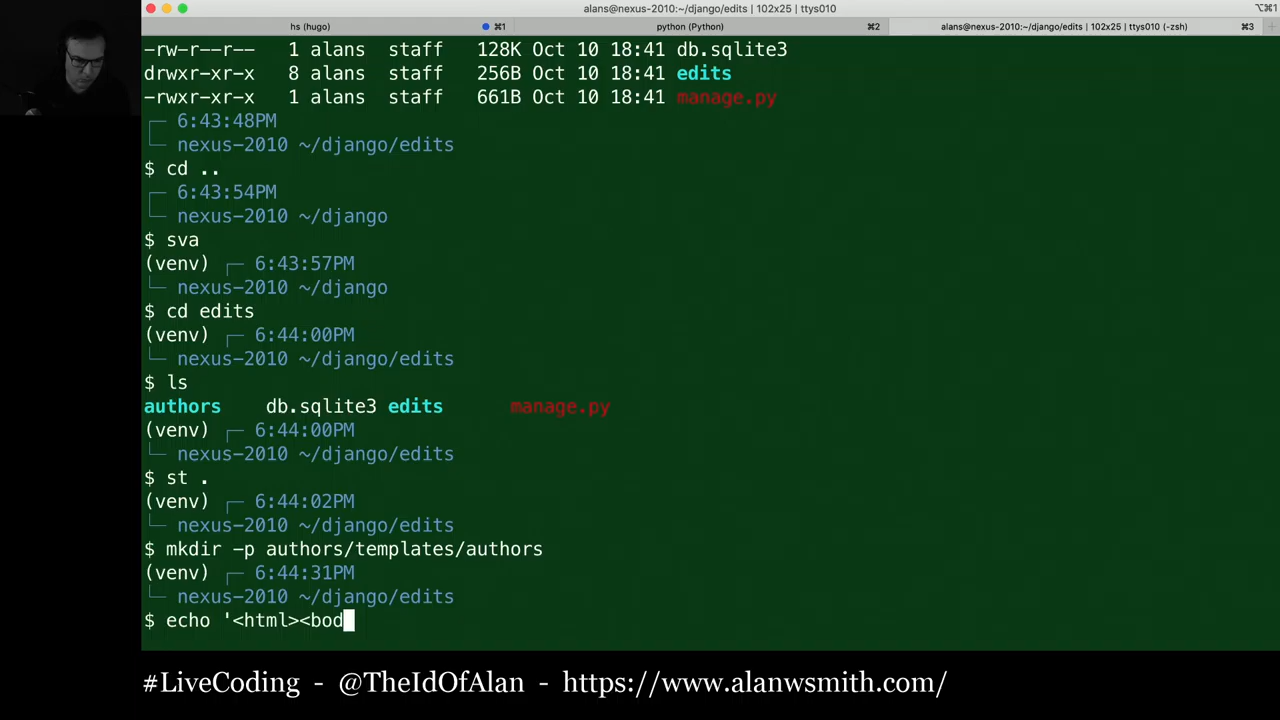 alans@nexus-2010:~/django/edits | 102x25 | ttys010
⌥⌘1
hs (hugo) ⌘1 python (Python) ⌘2 alans@nexus-2010:~/django/edits | 102x25 | ttys010 (-zsh) ⌘3
-rw-r--r-- 1 alans staff 128K Oct 10 18:41 db.sqlite3
drwxr-xr-x 8 alans staff 256B Oct 10 18:41 edits
-rwxr-xr-x 1 alans staff 661B Oct 10 18:41 manage.py
┌─ 6:43:48PM
└─ nexus-2010 ~/django/edits
$ cd ..
┌─ 6:43:54PM
└─ nexus-2010 ~/django
$ sva
(venv) ┌─ 6:43:57PM
└─ nexus-2010 ~/django
$ cd edits
(venv) ┌─ 6:44:00PM
└─ nexus-2010 ~/django/edits
$ ls
authors db.sqlite3 edits manage.py
(venv) ┌─ 6:44:00PM
└─ nexus-2010 ~/django/edits
$ st .
(venv) ┌─ 6:44:02PM
└─ nexus-2010 ~/django/edits
$ mkdir -p authors/templates/authors
(venv) ┌─ 6:44:31PM
└─ nexus-2010 ~/django/edits
$ echo '<html><bod
#LiveCoding - @TheIdOfAlan - https://www.alanwsmith.com/